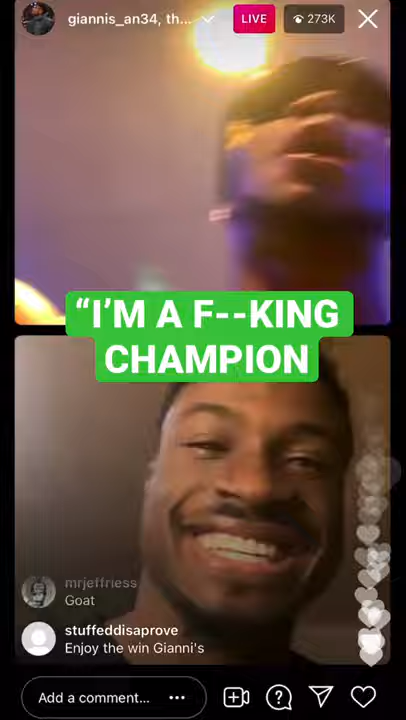 giannis_an34, th...
LIVE
273K
“I’M A F--KING
CHAMPION
mrjeffriess
Goat
stuffeddisaprove
Enjoy the win Gianni's
Add a comment...